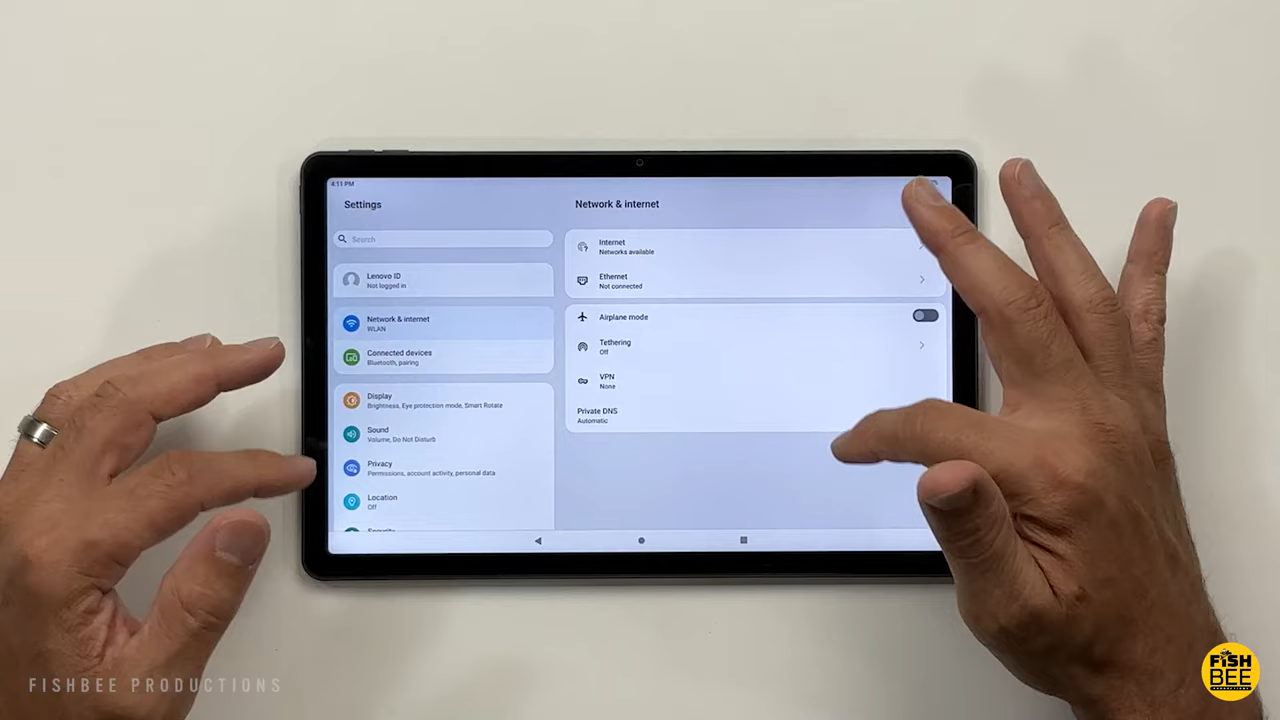 4:11 PM
Settings
Search
Lenovo ID
Not logged in
Network & internet
WLAN
Connected devices
Bluetooth, pairing
Display
Brightness, Eye protection mode, Smart Rotate
Sound
Volume, Do Not Disturb
Privacy
Permissions, account activity, personal data
Location
Off
Security
Network & internet
Internet
Networks available
Ethernet
Not connected
Airplane mode
Tethering
Off
VPN
None
Private DNS
Automatic
FISHBEE PRODUCTIONS
FISH
BEE
PRODUCTIONS